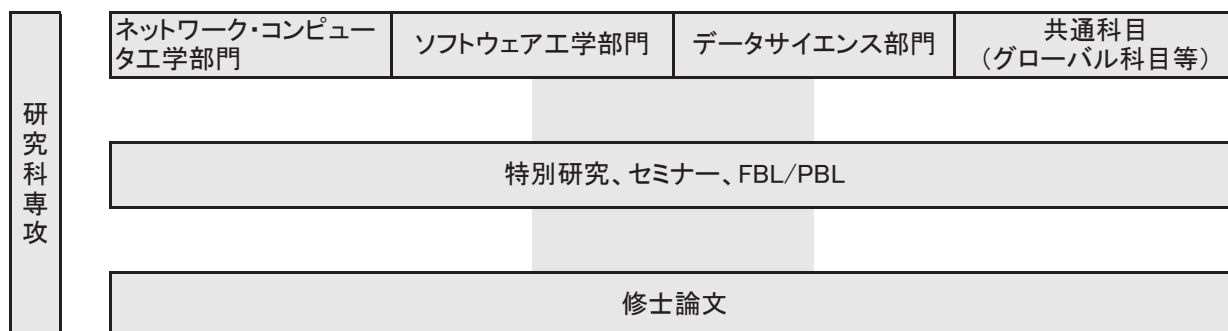 研究科専攻
ネットワーク・コンピュー
タ工学部門
ソフトウェア工学部門
データサイエンス部門
共通科目
（グローバル科目等）
特別研究、セミナー、FBL/PBL
修士論文